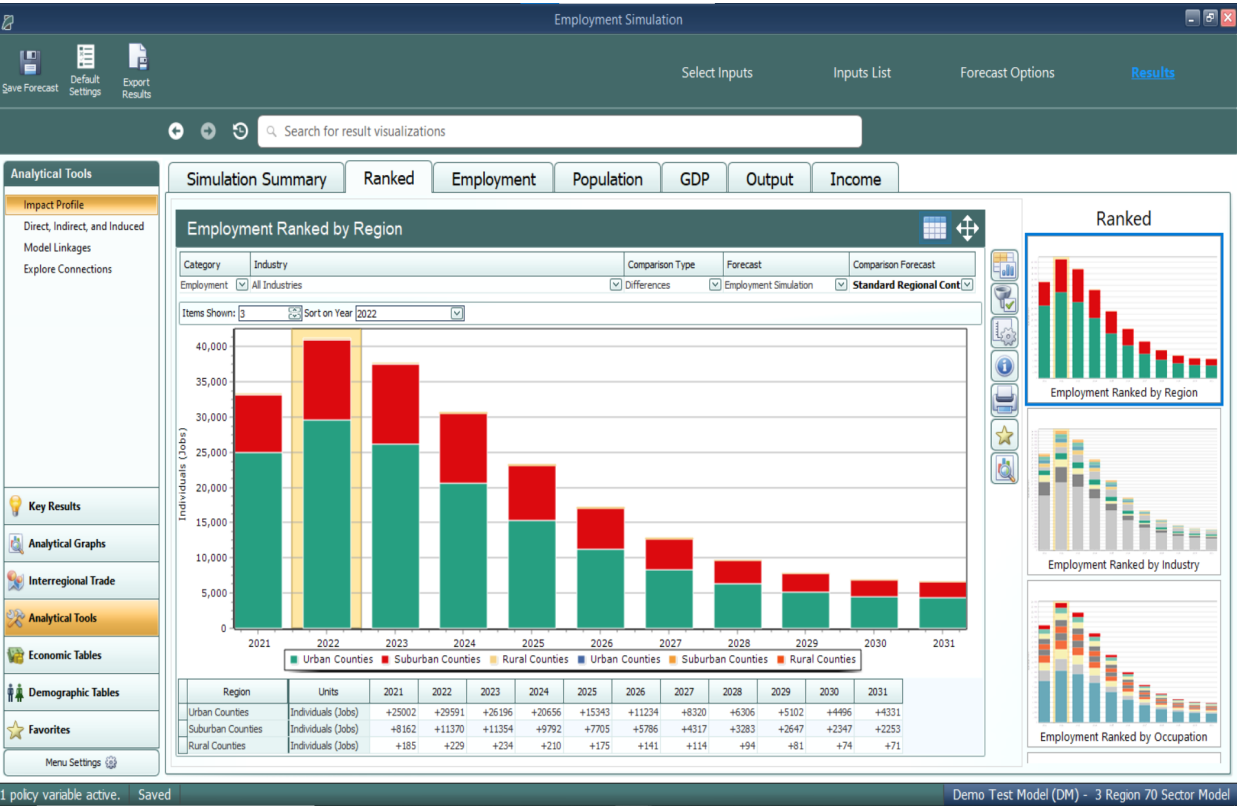 Employment Simulation
Save Forecast
Default Settings
Export Results
Select Inputs
Inputs List
Forecast Options
Results
Search for result visualizations
Analytical Tools
Impact Profile
Direct, Indirect, and Induced
Model Linkages
Explore Connections
Key Results
Analytical Graphs
Interregional Trade
Analytical Tools
Economic Tables
Demographic Tables
Favorites
Menu Settings
Simulation Summary
Ranked
Employment
Population
GDP
Output
Income
Employment Ranked by Region
Category
Industry
Comparison Type
Forecast
Comparison Forecast
Employment
All Industries
Differences
Employment Simulation
Standard Regional Cont
Items Shown: 3
Sort on Year 2022
Individuals (Jobs)
40,000
35,000
30,000
25,000
20,000
15,000
10,000
5,000
0
2021 2022 2023 2024 2025 2026 2027 2028 2029 2030 2031
Urban Counties Suburban Counties Rural Counties Urban Counties Suburban Counties Rural Counties
Region Units 2021 2022 2023 2024 2025 2026 2027 2028 2029 2030 2031
Urban Counties Individuals (Jobs) +25002 +29591 +26196 +20656 +15343 +11234 +8320 +6306 +5102 +4496 +4331
Suburban Counties Individuals (Jobs) +8162 +11370 +11354 +9792 +7705 +5786 +4317 +3283 +2647 +2347 +2253
Rural Counties Individuals (Jobs) +185 +229 +234 +210 +175 +141 +114 +94 +81 +74 +71
Ranked
Employment Ranked by Region
Employment Ranked by Industry
Employment Ranked by Occupation
1 policy variable active. Saved
Demo Test Model (DM) - 3 Region 70 Sector Model